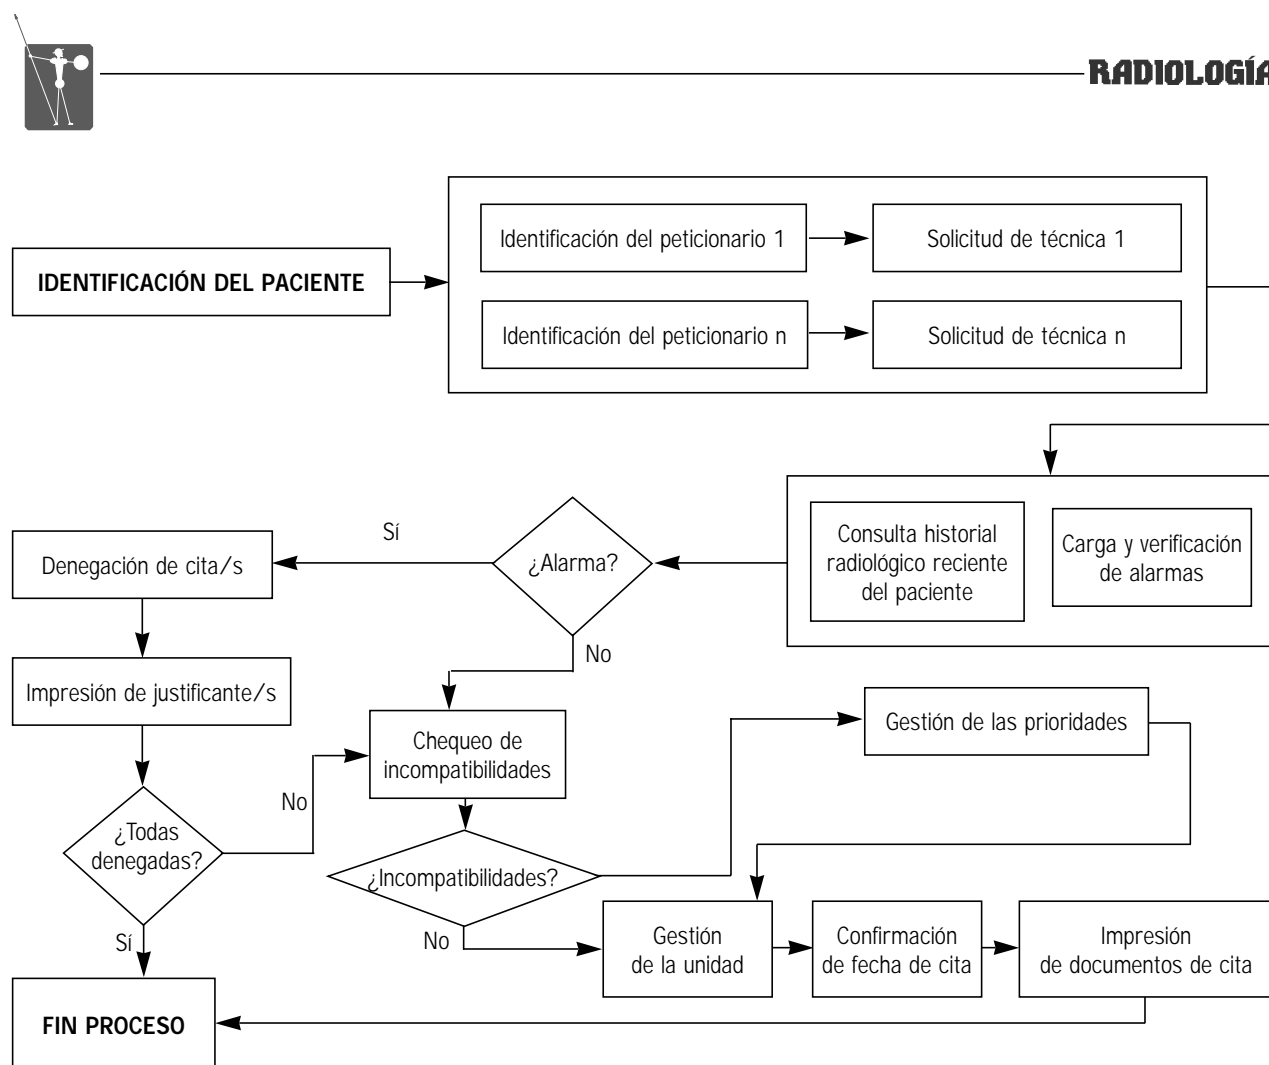 RADIOLOGÍA
Identificación del peticionario 1
Solicitud de técnica 1
IDENTIFICACIÓN DEL PACIENTE
Identificación del peticionario n
Solicitud de técnica n
Sí
Denegación de cita/s
¿Alarma?
Consulta historial
radiológico reciente
del paciente
Carga y verificación
de alarmas
No
Impresión de justificante/s
Chequeo de
incompatibilidades
Gestión de las prioridades
No
¿Todas
denegadas?
¿Incompatibilidades?
Sí
No
Gestión
de la unidad
Confirmación
de fecha de cita
Impresión
de documentos de cita
FIN PROCESO